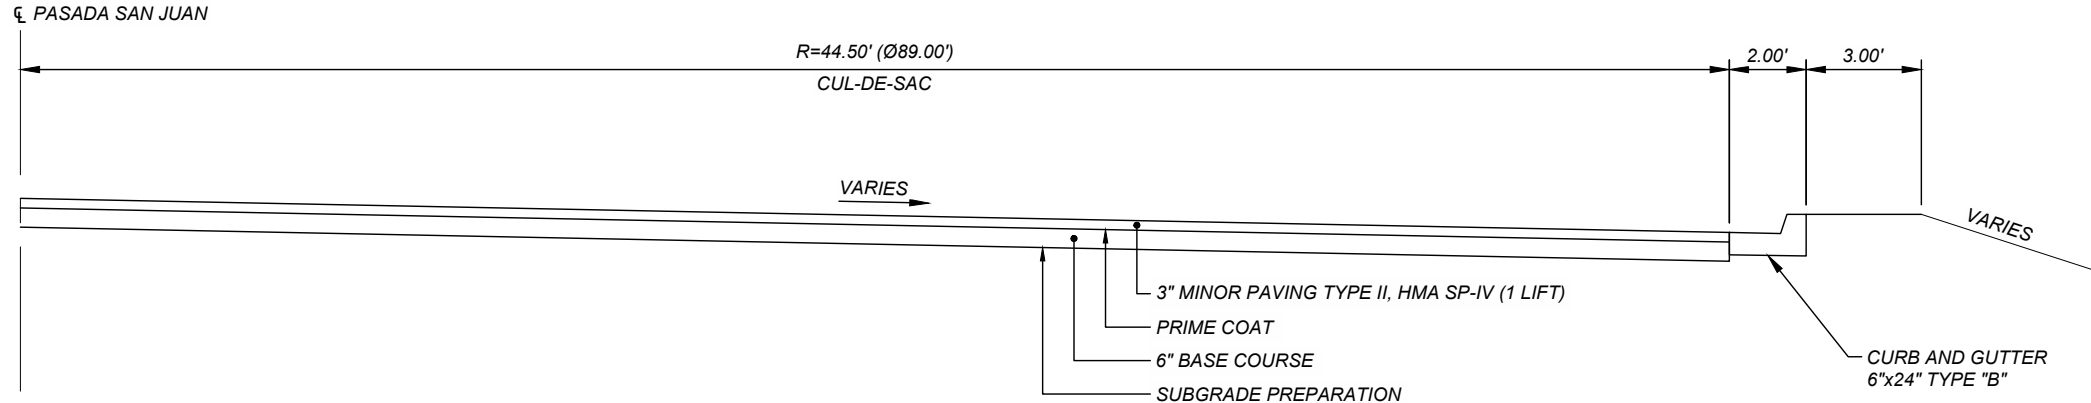 ℄ PASADA SAN JUAN
R=44.50' (Ø89.00')
CUL-DE-SAC
2.00'
3.00'
VARIES
VARIES
3" MINOR PAVING TYPE II, HMA SP-IV (1 LIFT)
PRIME COAT
6" BASE COURSE
SUBGRADE PREPARATION
CURB AND GUTTER
6"x24" TYPE "B"